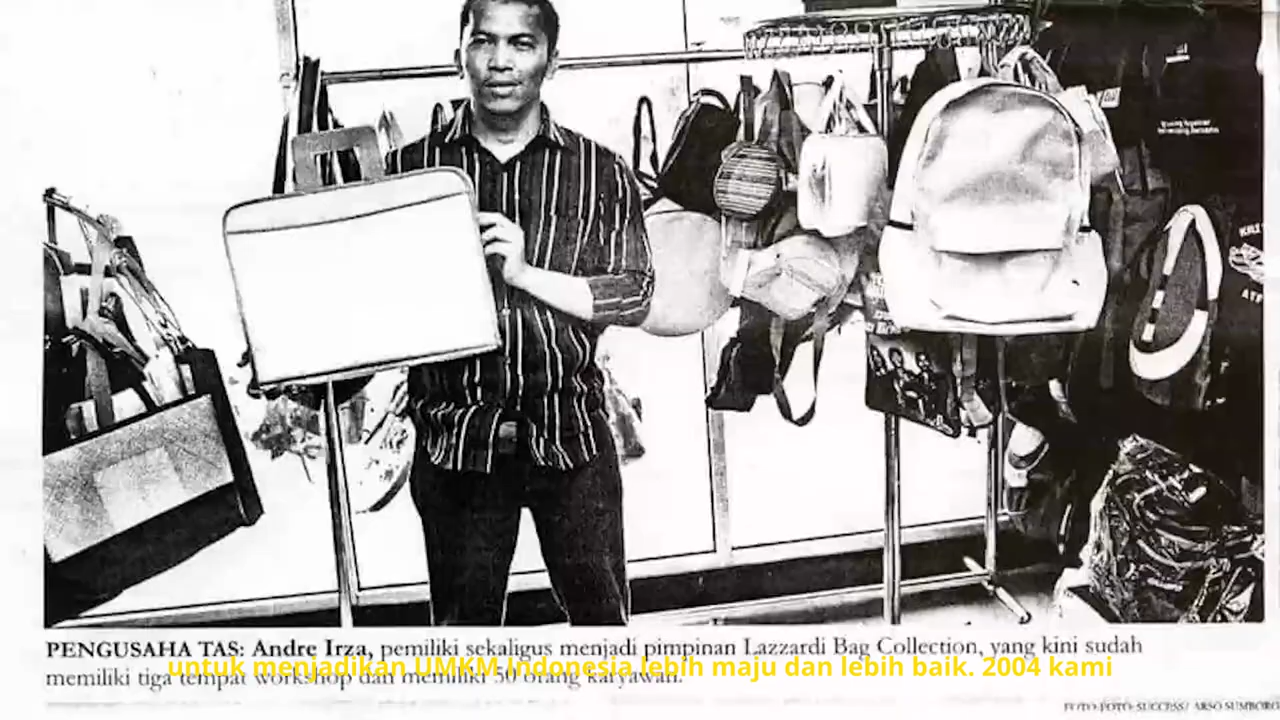 PENGUSAHA TAS: Andre Irza, pemiliki sekaligus menjadi pimpinan Lazzardi Bag Collection, yang kini sudah
memiliki tiga tempat workshop dan memiliki 50 orang karyawan.
untuk menjadikan UMKM Indonesia lebih maju dan lebih baik. 2004 kami
FOTO-FOTO: SUCCESS/ ARSO SUMBORO